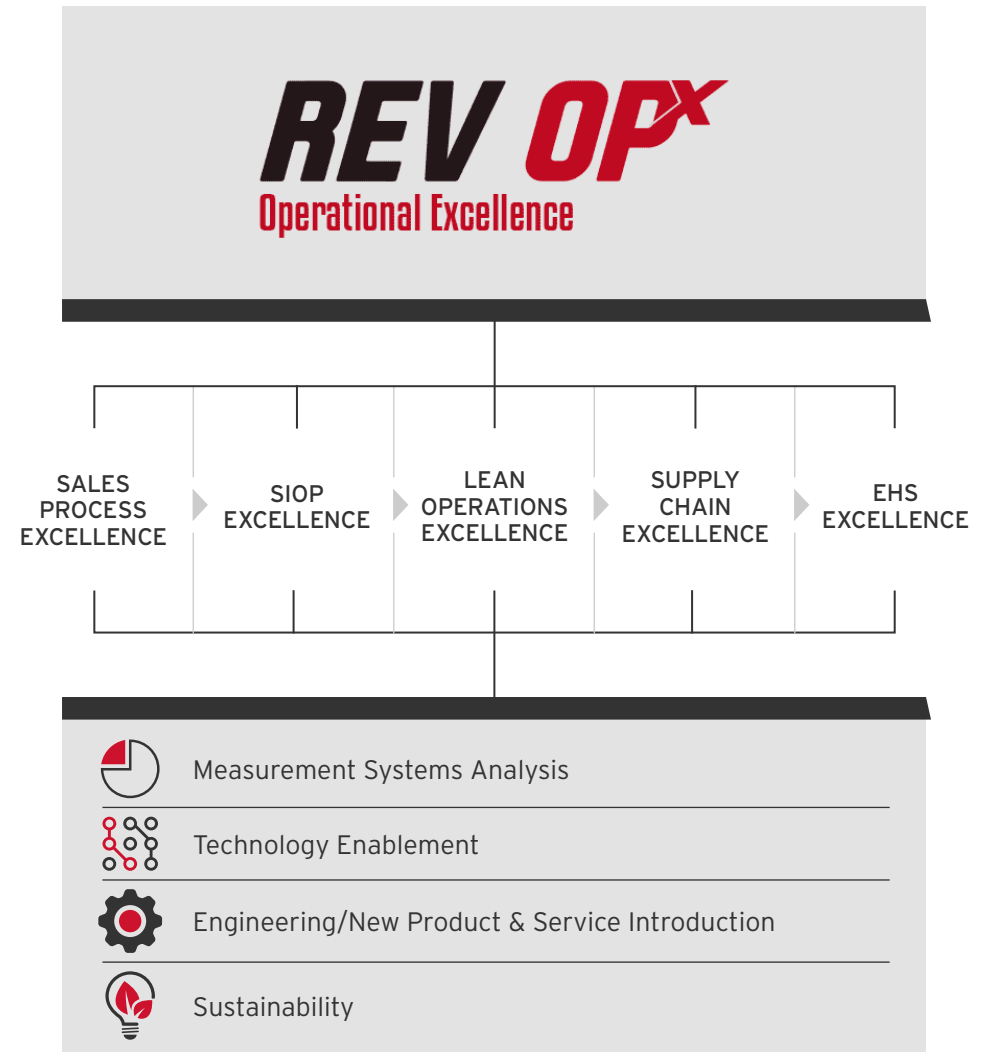 REV OPx
Operational Excellence
SALES
PROCESS
EXCELLENCE
SIOP
EXCELLENCE
LEAN
OPERATIONS
EXCELLENCE
SUPPLY
CHAIN
EXCELLENCE
EHS
EXCELLENCE
Measurement Systems Analysis
Technology Enablement
Engineering/New Product & Service Introduction
Sustainability